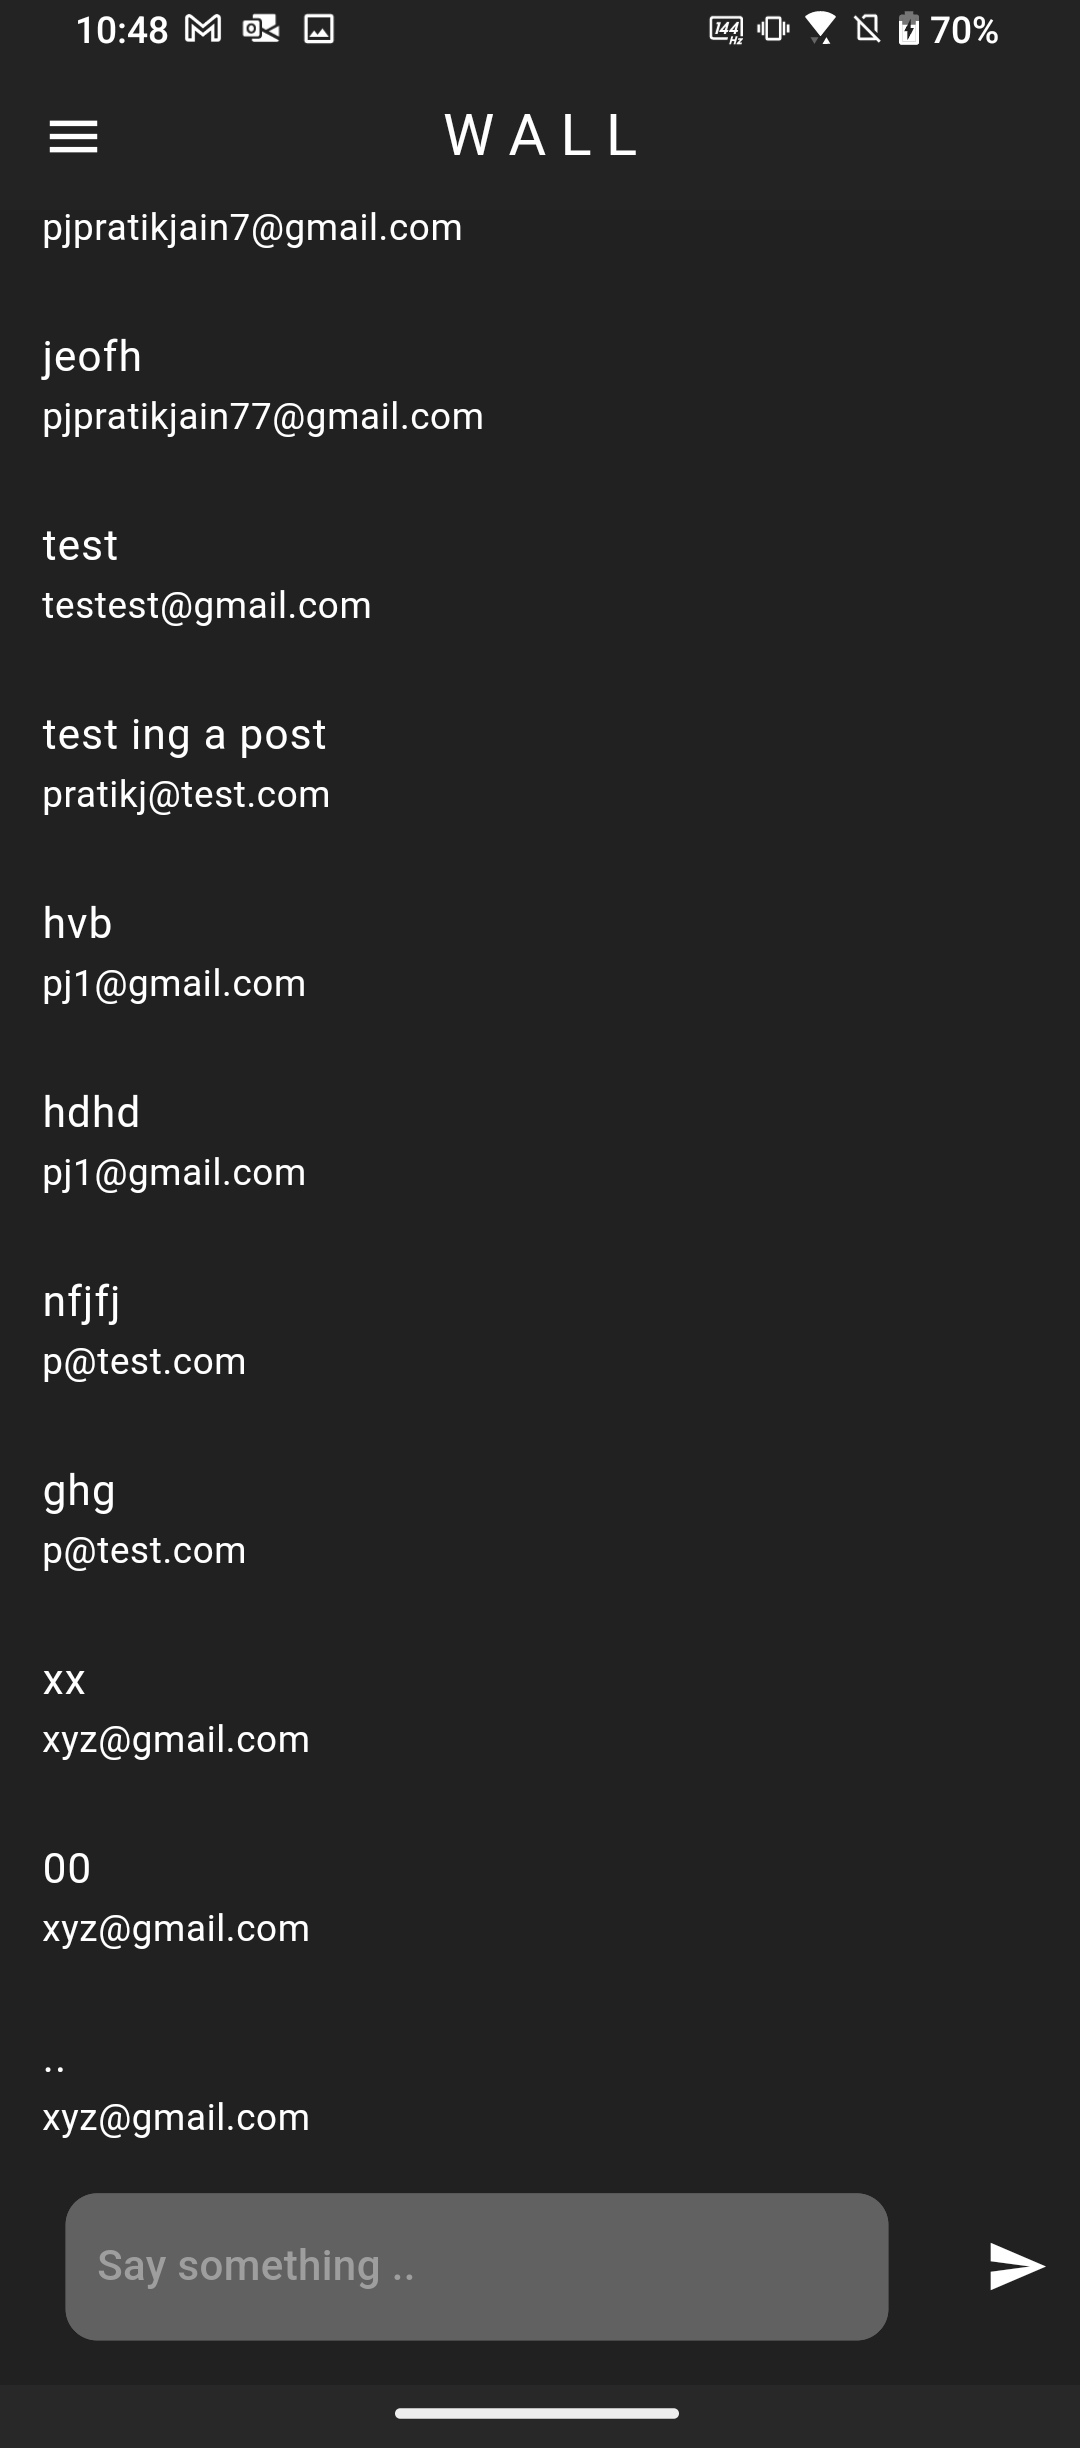 10:48
144 Hz
70%
WALL
pjpratikjain7@gmail.com
jeofh
pjpratikjain77@gmail.com
test
testest@gmail.com
test ing a post
pratikj@test.com
hvb
pj1@gmail.com
hdhd
pj1@gmail.com
nfjfj
p@test.com
ghg
p@test.com
xx
xyz@gmail.com
00
xyz@gmail.com
..
xyz@gmail.com
Say something ..